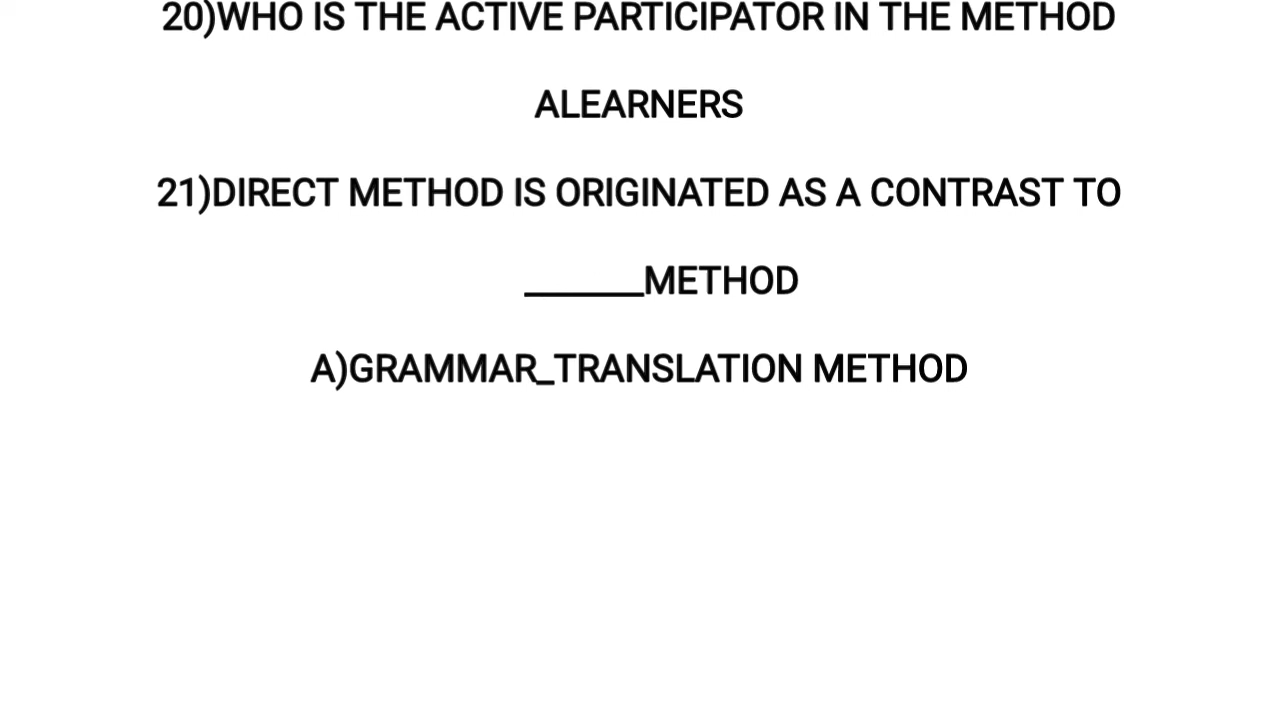 20)WHO IS THE ACTIVE PARTICIPATOR IN THE METHOD
ALEARNERS
21)DIRECT METHOD IS ORIGINATED AS A CONTRAST TO
_______METHOD
A)GRAMMAR_TRANSLATION METHOD